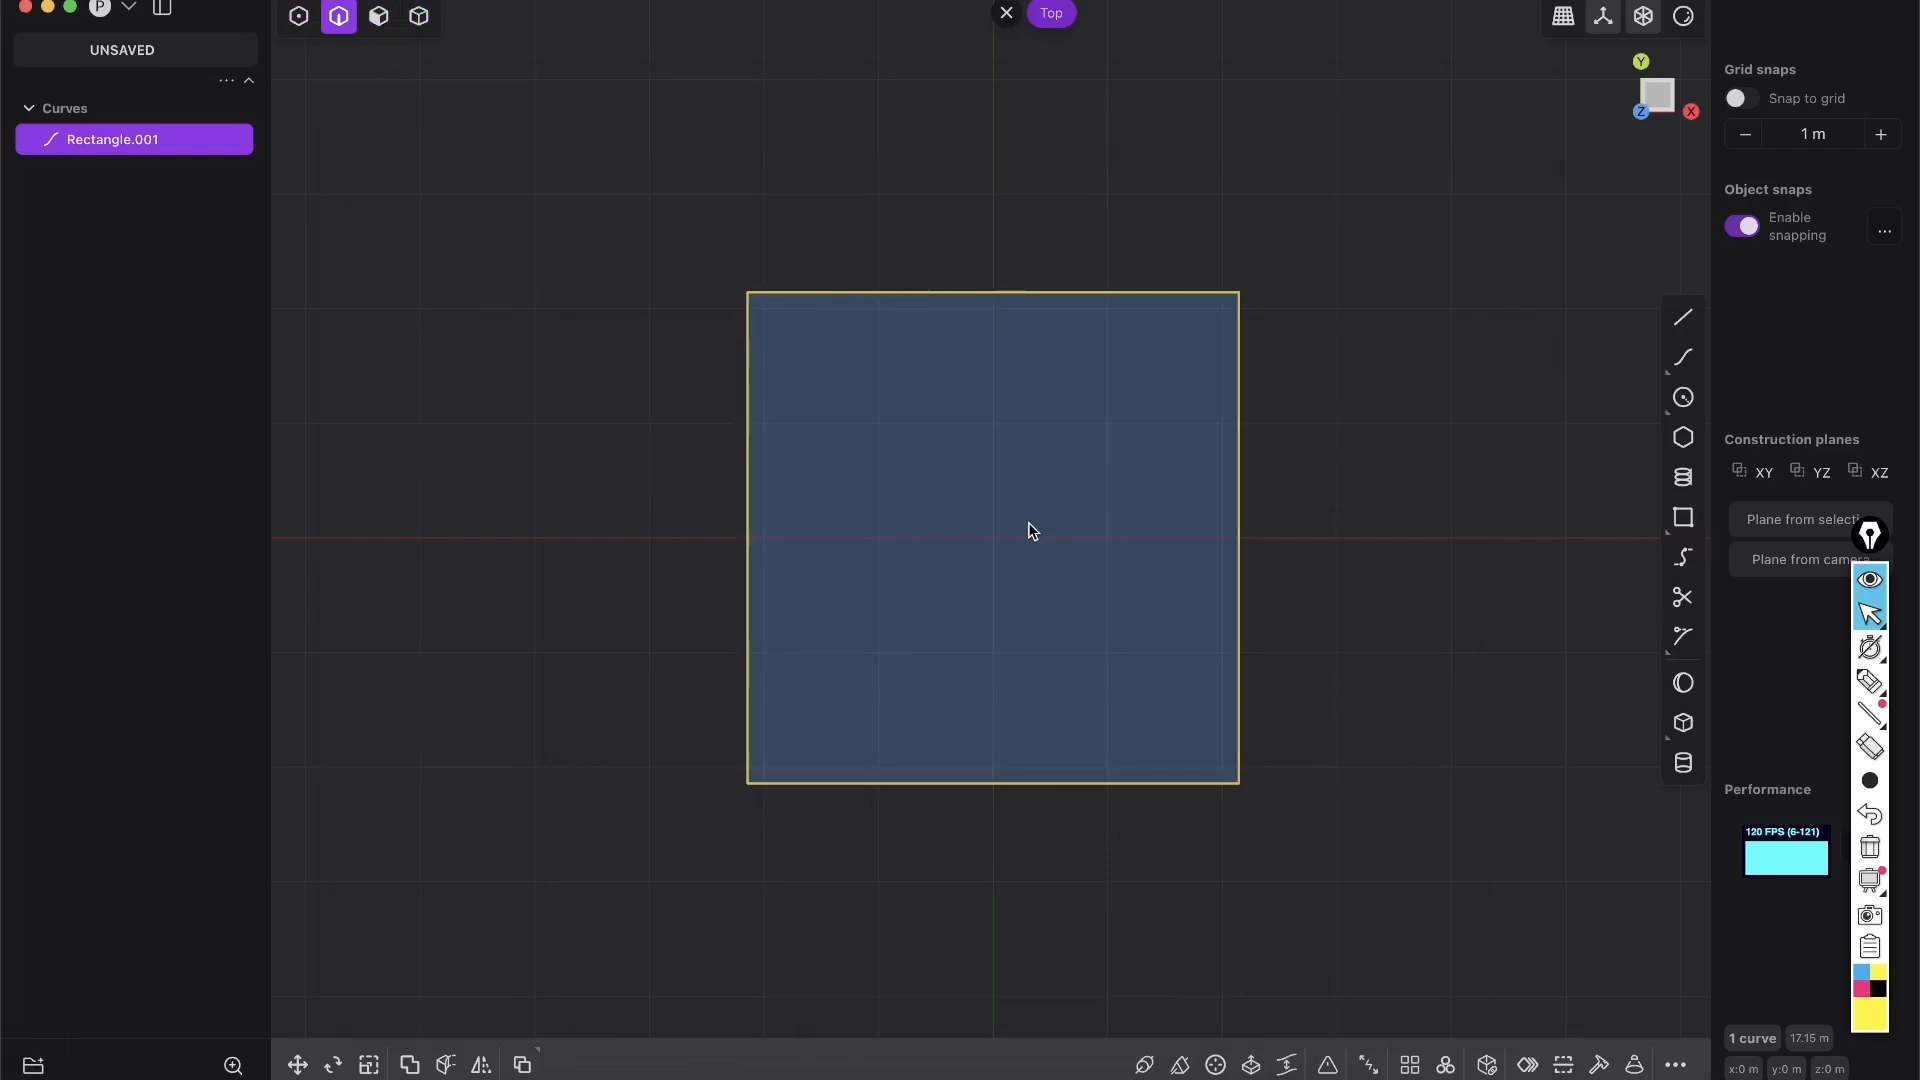 P
UNSAVED
Curves
Rectangle.001
Top
Y
Z
X
Grid snaps
Snap to grid
1 m
Object snaps
Enable
snapping
...
Construction planes
XY
YZ
XZ
Plane from selecti
Plane from camera
Performance
120 FPS (6-121)
1 curve
17.15 m
x:0 m
y:0 m
z:0 m